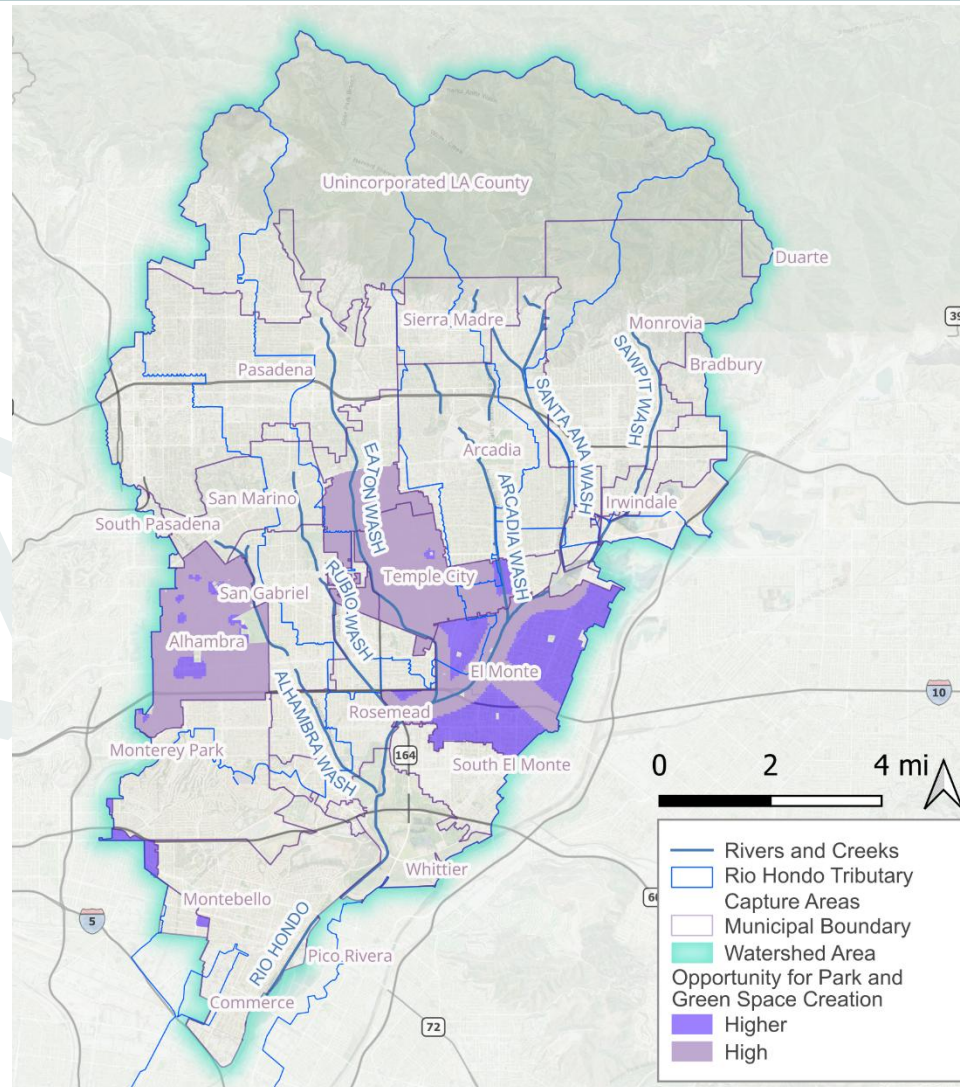 Unincorporated LA County
Duarte
39
Sierra Madre
Monrovia
SAWPIT WASH
Bradbury
Pasadena
SANTA ANA WASH
EATON WASH
Arcadia
ARCADIA WASH
San Marino
Irwindale
South Pasadena
RUBIO WASH
Temple City
San Gabriel
Alhambra
El Monte
10
ALHAMBRA WASH
Rosemead
Monterey Park
164
South El Monte
0 2 4 mi
Whittier
Montebello
5
RIO HONDO
Pico Rivera
Commerce
72
Rivers and Creeks
Rio Hondo Tributary
Capture Areas
Municipal Boundary
Watershed Area
Opportunity for Park and
Green Space Creation
Higher
High